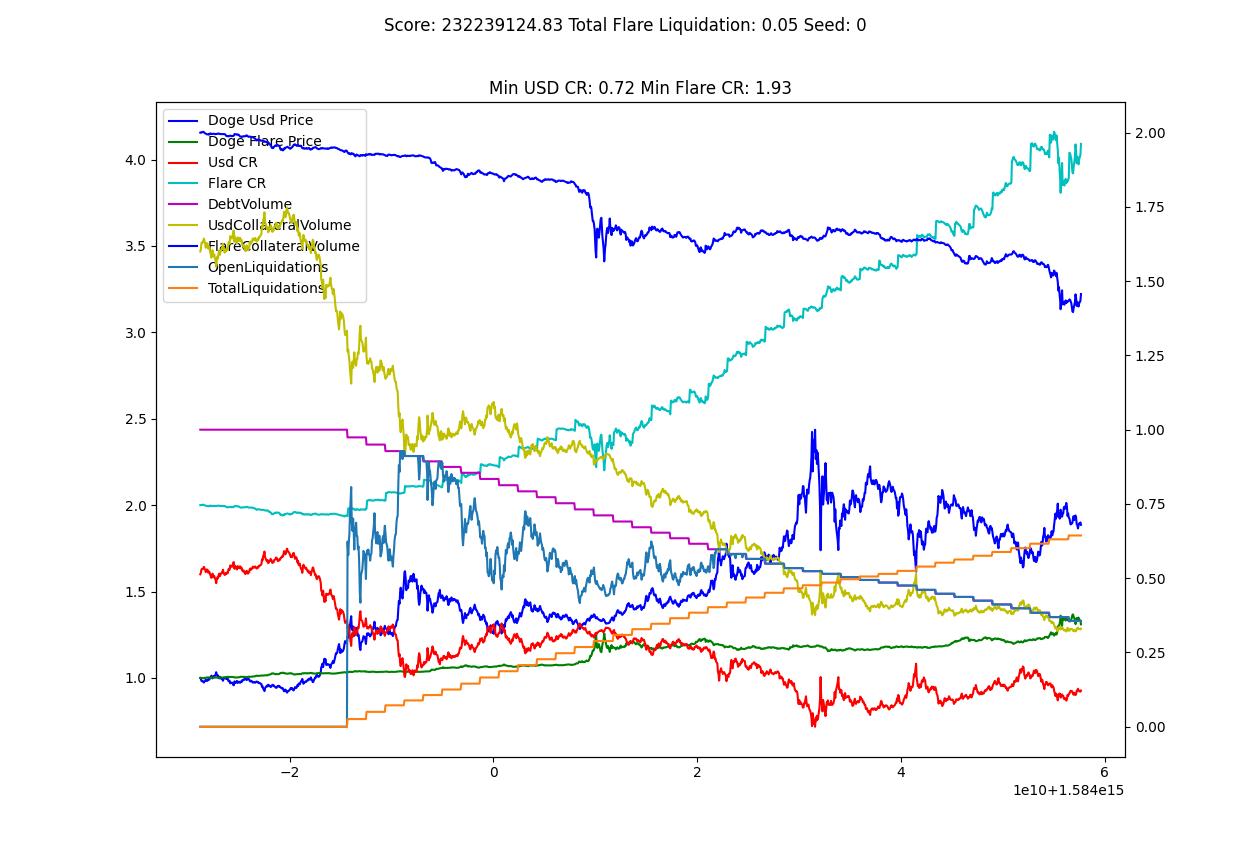 Score: 232239124.83 Total Flare Liquidation: 0.05 Seed: 0
Min USD CR: 0.72 Min Flare CR: 1.93
Doge Usd Price
Doge Flare Price
Usd CR
Flare CR
DebtVolume
UsdCollateralVolume
FlareCollateralVolume
OpenLiquidations
TotalLiquidations
4.0
3.5
3.0
2.5
2.0
1.5
1.0
2.00
1.75
1.50
1.25
1.00
0.75
0.50
0.25
0.00
−2
0
2
4
6
1e10+1.584e15